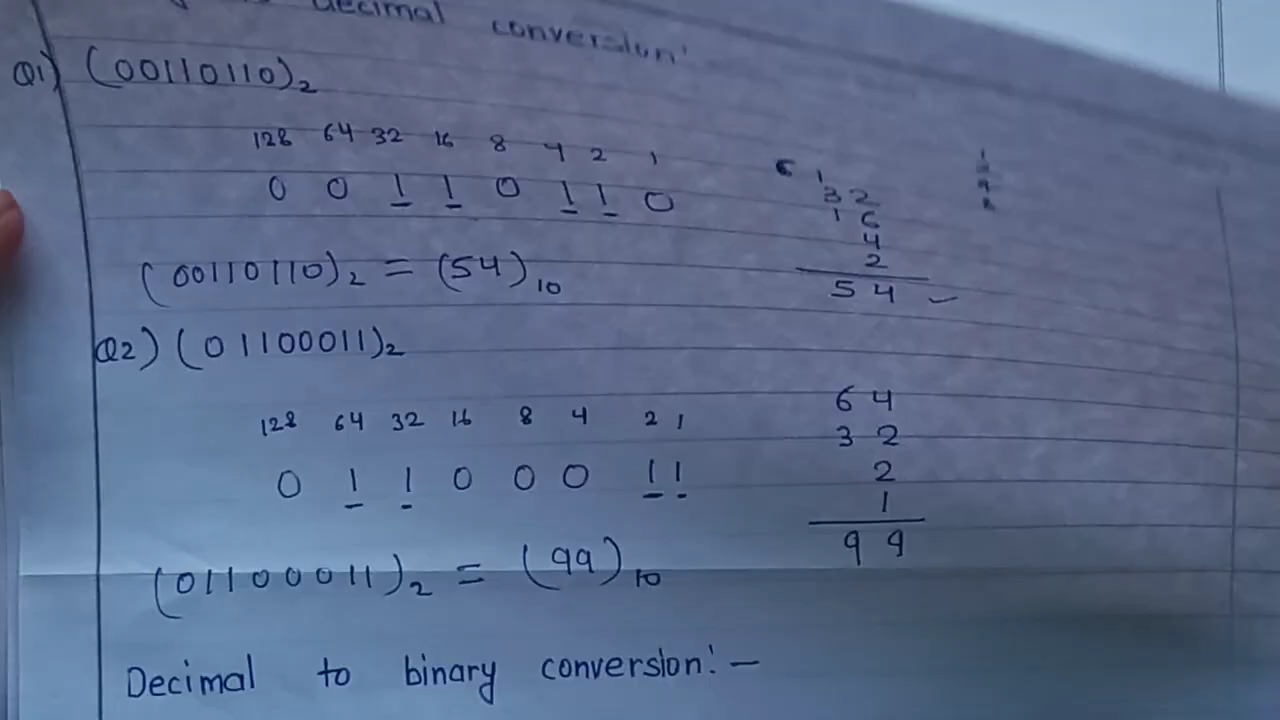 decimal conversion:
Q1) (00110110)₂
128 64 32 16 8 4 2 1
0 0 1 1 0 1 1 0
1
32
16
4
2
54
(00110110)₂ = (54)₁₀
Q2) (01100011)₂
128 64 32 16 8 4 2 1
0 1 1 0 0 0 1 1
64
32
2
1
99
(01100011)₂ = (99)₁₀
Decimal to binary conversion:-